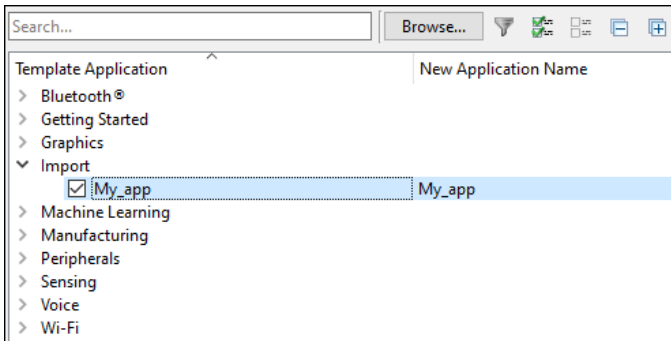 Search... Browse...
Template Application New Application Name
Bluetooth®
Getting Started
Graphics
Import
My_app My_app
Machine Learning
Manufacturing
Peripherals
Sensing
Voice
Wi-Fi